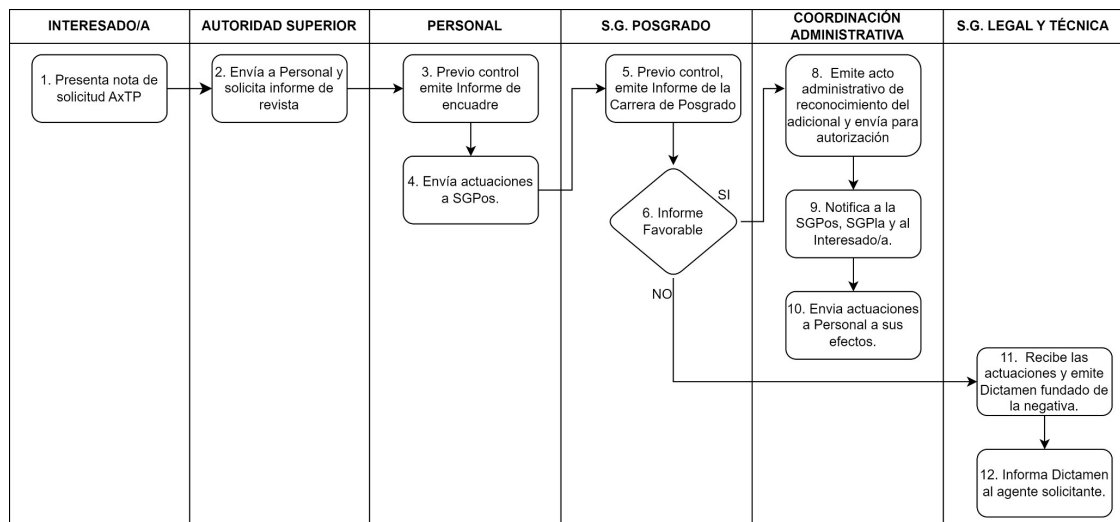 INTERESADO/A
AUTORIDAD SUPERIOR
PERSONAL
S.G. POSGRADO
COORDINACIÓN
ADMINISTRATIVA
S.G. LEGAL Y TÉCNICA
1. Presenta nota de
solicitud AxTP
2. Envía a Personal y
solicita informe de
revista
3. Previo control
emite Informe de
encuadre
4. Envía actuaciones
a SGPos.
5. Previo control,
emite Informe de la
Carrera de Posgrado
6. Informe
Favorable
SI
NO
8. Emite acto
administrativo de
reconocimiento del
adicional y envía para
autorización
9. Notifica a la
SGPos, SGPla y al
Interesado/a.
10. Envia actuaciones
a Personal a sus
efectos.
11. Recibe las
actuaciones y emite
Dictamen fundado de
la negativa.
12. Informa Dictamen
al agente solicitante.